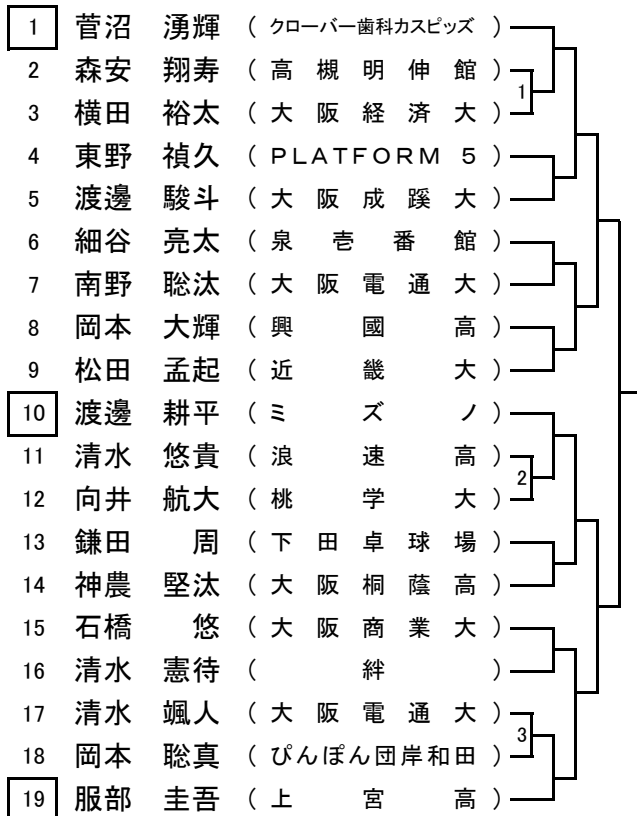 1 菅沼 湧輝 ( クローバー歯科カスピッズ )
2 森安 翔寿 ( 高 槻 明 伸 館 )
1
3 横田 裕太 ( 大 阪 経 済 大 )
4 東野 禎久 ( PLATFORM 5 )
5 渡邊 駿斗 ( 大 阪 成 蹊 大 )
6 細谷 亮太 ( 泉 壱 番 館 )
7 南野 聡汰 ( 大 阪 電 通 大 )
8 岡本 大輝 ( 興 國 高 )
9 松田 孟起 ( 近 畿 大 )
10 渡邊 耕平 ( ミ ズ ノ )
11 清水 悠貴 ( 浪 速 高 )
2
12 向井 航大 ( 桃 学 大 )
13 鎌田 周 ( 下 田 卓 球 場 )
14 神農 堅汰 ( 大 阪 桐 蔭 高 )
15 石橋 悠 ( 大 阪 商 業 大 )
16 清水 憲待 ( 絆 )
17 清水 颯人 ( 大 阪 電 通 大 )
3
18 岡本 聡真 ( ぴんぽん団岸和田 )
19 服部 圭吾 ( 上 宮 高 )